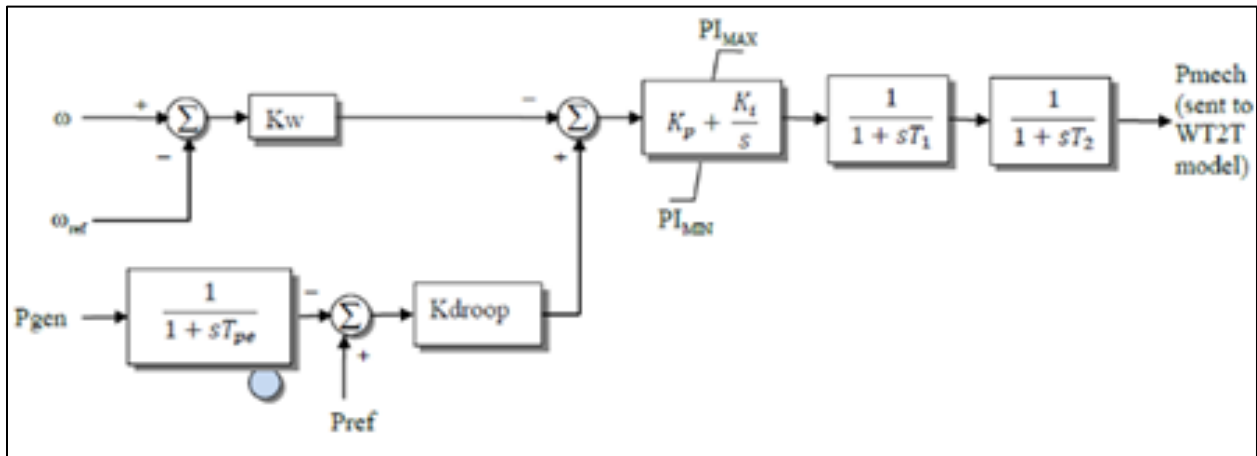 PI_MAX
ω
+
−
Σ
Kw
−
Σ
+
K_p + K_i/s
1/(1 + sT_1)
1/(1 + sT_2)
Pmech
(sent to
WT2T
model)
ω_ref
PI_MIN
Pgen
1/(1 + sT_pe)
−
Σ
+
Kdroop
Pref